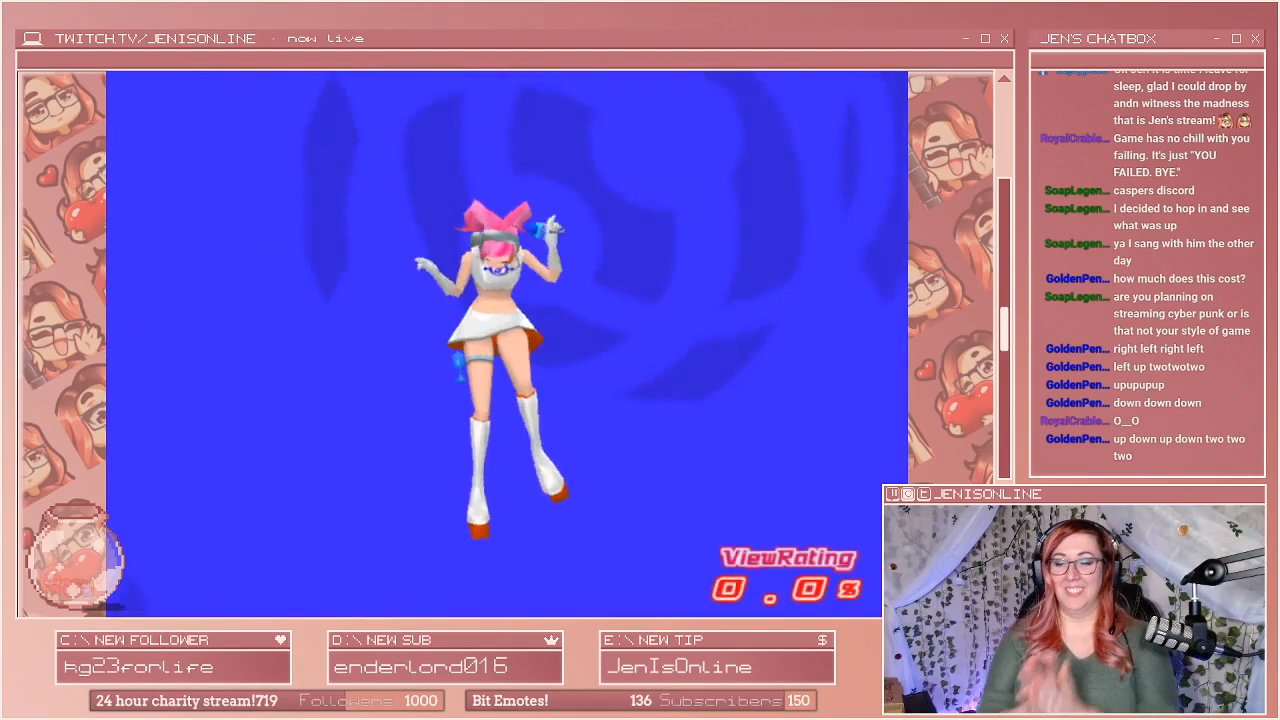 TWITCH.TV/JENISONLINE · now live
JEN'S CHATBOX
sleep, glad I could drop by
andn witness the madness
that is Jen's stream!
RoyalCrable... Game has no chill with you
failing. It's just "YOU
FAILED. BYE."
SoapLegen... caspers discord
SoapLegen... I decided to hop in and see
what was up
SoapLegen... ya I sang with him the other
day
GoldenPen... how much does this cost?
SoapLegen... are you planning on
streaming cyber punk or is
that not your style of game
GoldenPen... right left right left
GoldenPen... left up twotwotwo
GoldenPen... upupupup
GoldenPen... down down down
RoyalCrable... O__O
GoldenPen... up down up down two two
two
JENISONLINE
ViewRating
0.0%
C:\ NEW FOLLOWER
kg23forlife
D:\ NEW SUB
enderlord016
E:\ NEW TIP $
JenIsOnline
24 hour charity stream! 719 Followers 1000
Bit Emotes! 136 Subscribers 150